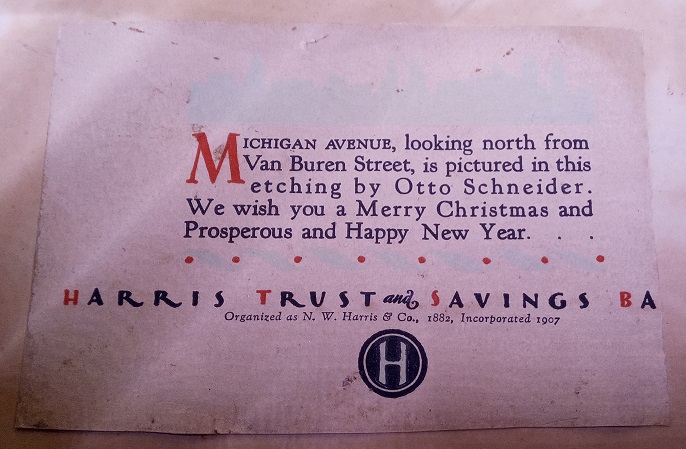 MICHIGAN AVENUE, looking north from
Van Buren Street, is pictured in this
etching by Otto Schneider.
We wish you a Merry Christmas and
Prosperous and Happy New Year. . .
HARRIS TRUST and SAVINGS BA
Organized as N. W. Harris & Co., 1882, Incorporated 1907
H